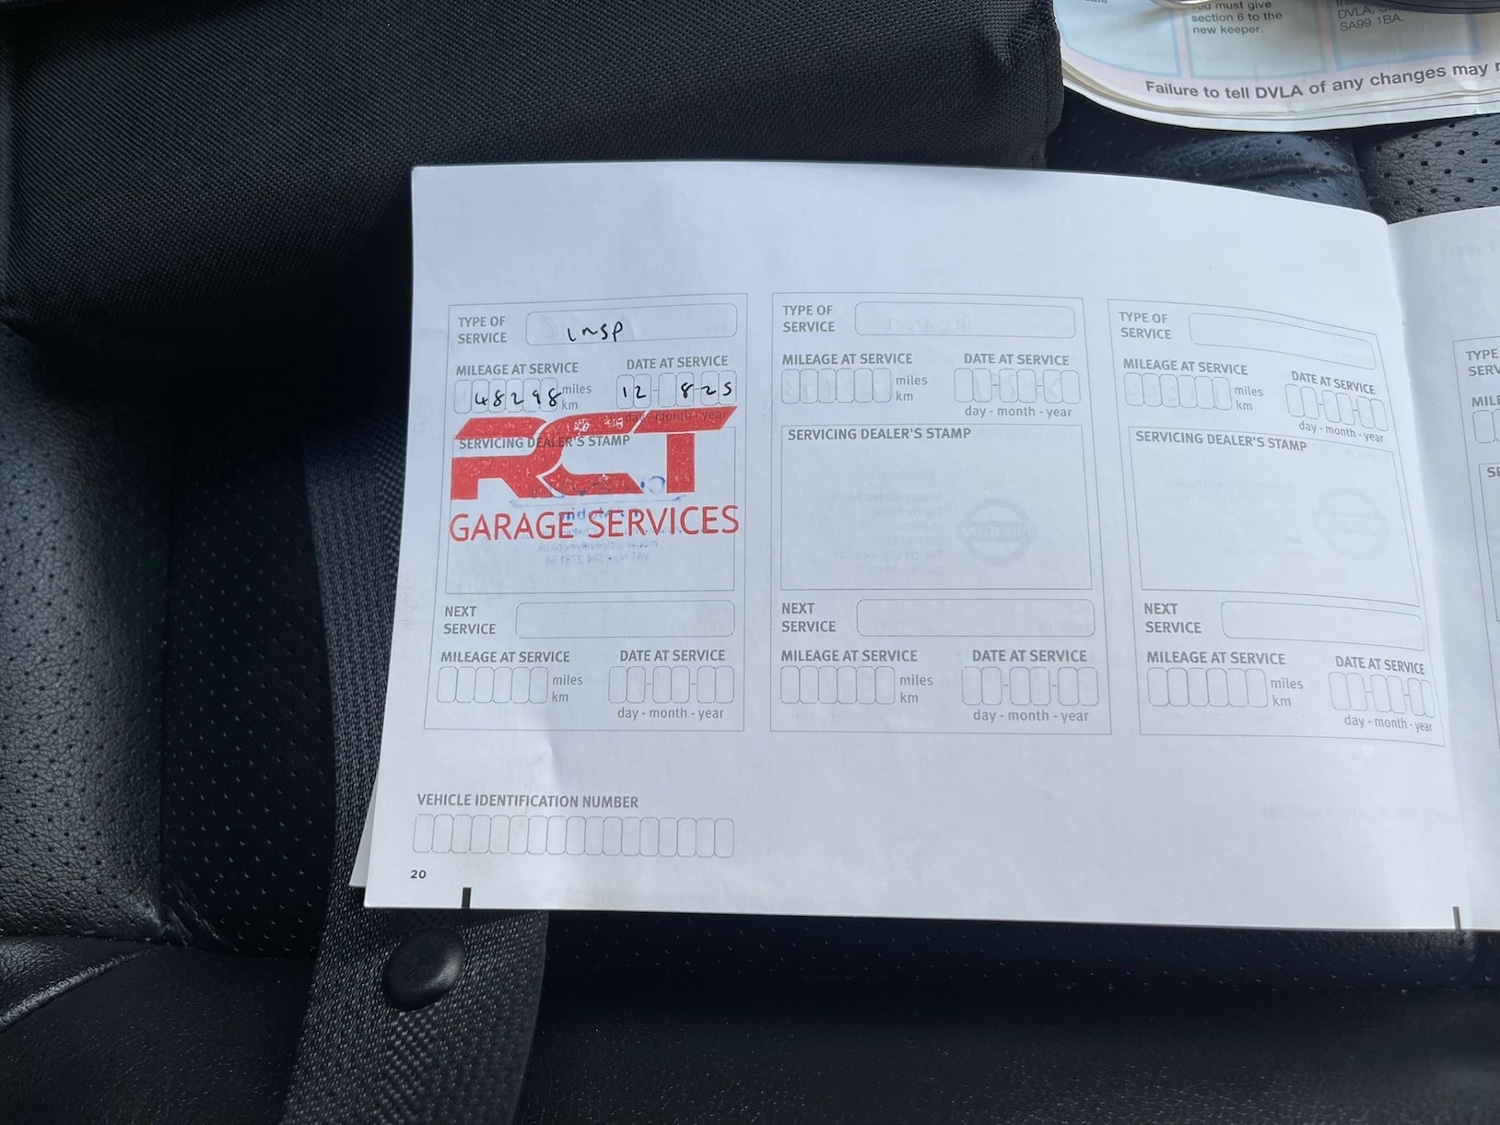 ou must give
section 6 to the
new keeper.
DVLA, S
SA99 1BA.
Failure to tell DVLA of any changes may r
TYPE OF
SERVICE
insp
MILEAGE AT SERVICE
DATE AT SERVICE
48298 miles
km
12 - 8-25
day - month - year
SERVICING DEALER'S STAMP
RCT
GARAGE SERVICES
NEXT
SERVICE
MILEAGE AT SERVICE
DATE AT SERVICE
miles
km
day - month - year
TYPE OF
SERVICE
MILEAGE AT SERVICE
DATE AT SERVICE
miles
km
day - month - year
SERVICING DEALER'S STAMP
NEXT
SERVICE
MILEAGE AT SERVICE
DATE AT SERVICE
miles
km
day - month - year
TYPE OF
SERVICE
MILEAGE AT SERVICE
DATE AT SERVICE
miles
km
day - month - year
SERVICING DEALER'S STAMP
NEXT
SERVICE
MILEAGE AT SERVICE
DATE AT SERVICE
miles
km
day - month - year
TYPE
SERV
MILE
SE
VEHICLE IDENTIFICATION NUMBER
20